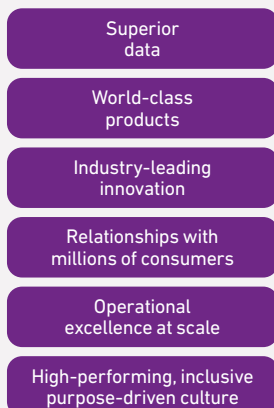 Superior
data
World-class
products
Industry-leading
innovation
Relationships with
millions of consumers
Operational
excellence at scale
High-performing, inclusive
purpose-driven culture